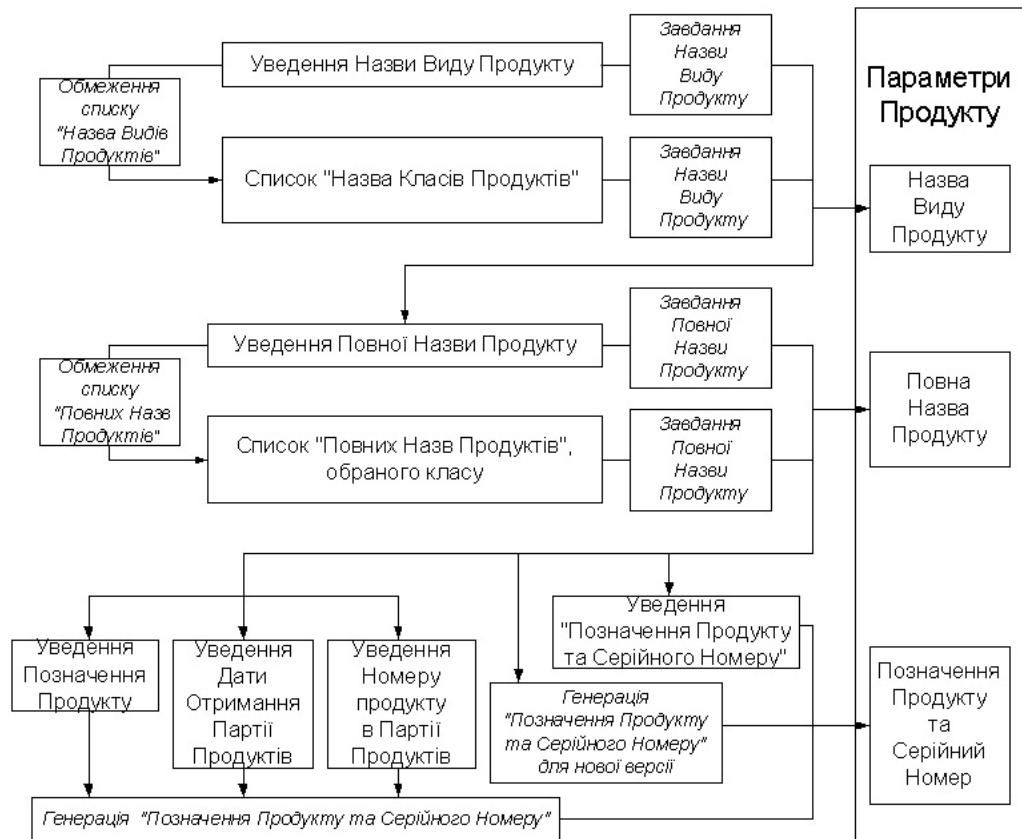 Уведення Назви Виду Продукту
Завдання
Назви
Виду
Продукту
Параметри
Продукту
Обмеження
списку
"Назва Видів
Продуктів"
Список "Назва Класів Продуктів"
Завдання
Назви
Виду
Продукту
Назва
Виду
Продукту
Уведення Повної Назви Продукту
Завдання
Повної
Назви
Продукту
Обмеження
списку
"Повних Назв
Продуктів"
Список "Повних Назв Продуктів",
обраного класу
Завдання
Повної
Назви
Продукту
Повна
Назва
Продукту
Уведення
Позначення
Продукту
Уведення
Дати
Отримання
Партії
Продуктів
Уведення
Номеру
продукту
в Партії
Продуктів
Уведення
"Позначення Продукту
та Серійного Номеру"
Генерація
"Позначення Продукту
та Серійного Номеру"
для нової версії
Позначення
Продукту
та
Серійний
Номер
Генерація "Позначення Продукту та Серійного Номеру"